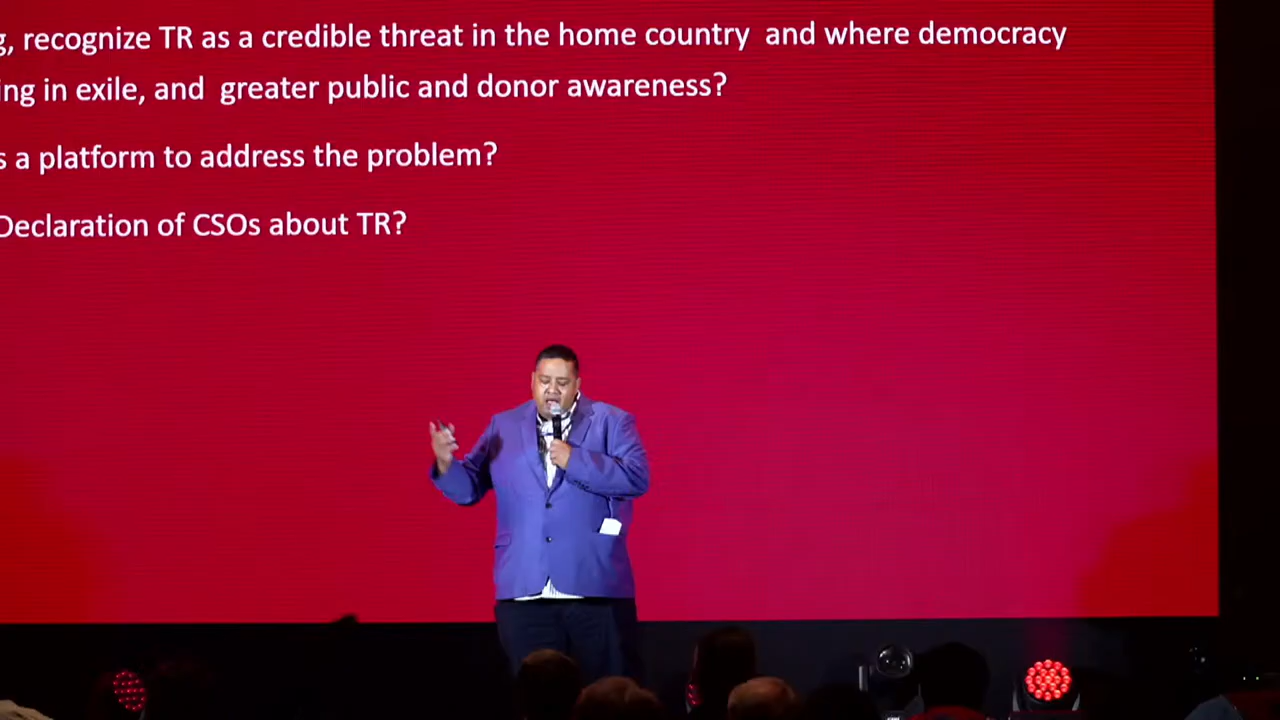 recognize TR as a credible threat in the home country and where democracy
in exile, and greater public and donor awareness?
a platform to address the problem?
Declaration of CSOs about TR?